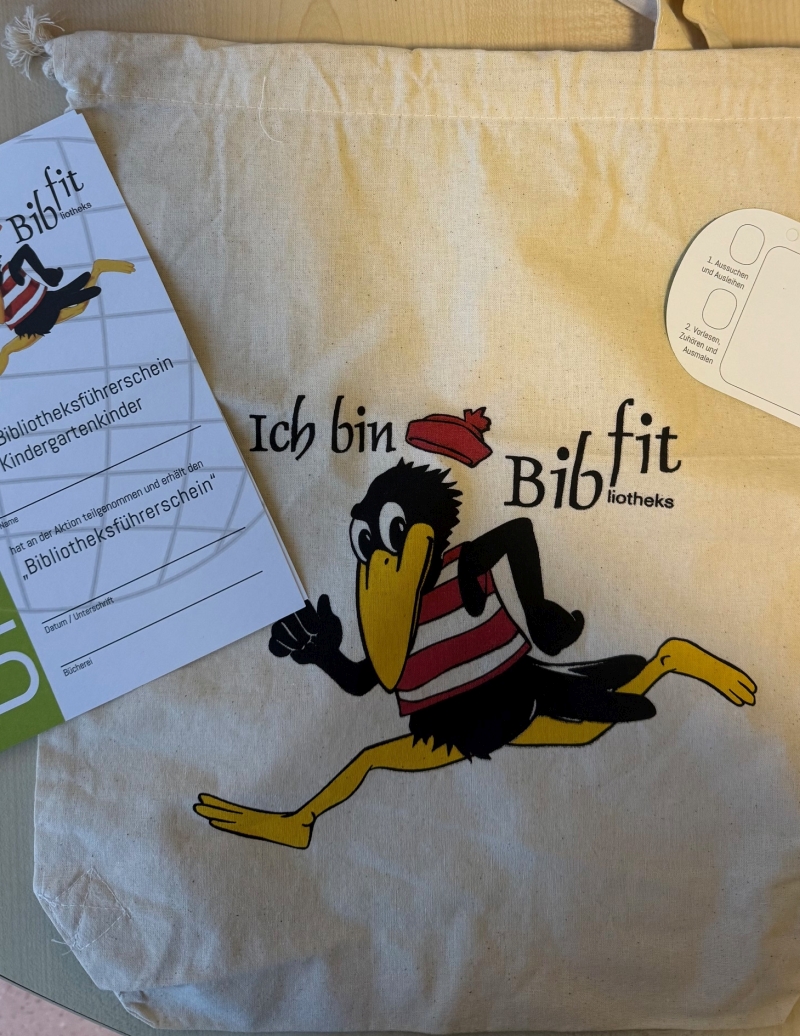 Bibfit
liotheks
Bibliotheksführerschein
Kindergartenkinder
Name
hat an der Aktion teilgenommen und erhält den
„Bibliotheksführerschein“
Datum / Unterschrift
Bücherei
Ich bin Bibfit
liotheks
1. Aussuchen
und Ausleihen
2. Vorlesen,
Zuhören und
Ausmalen